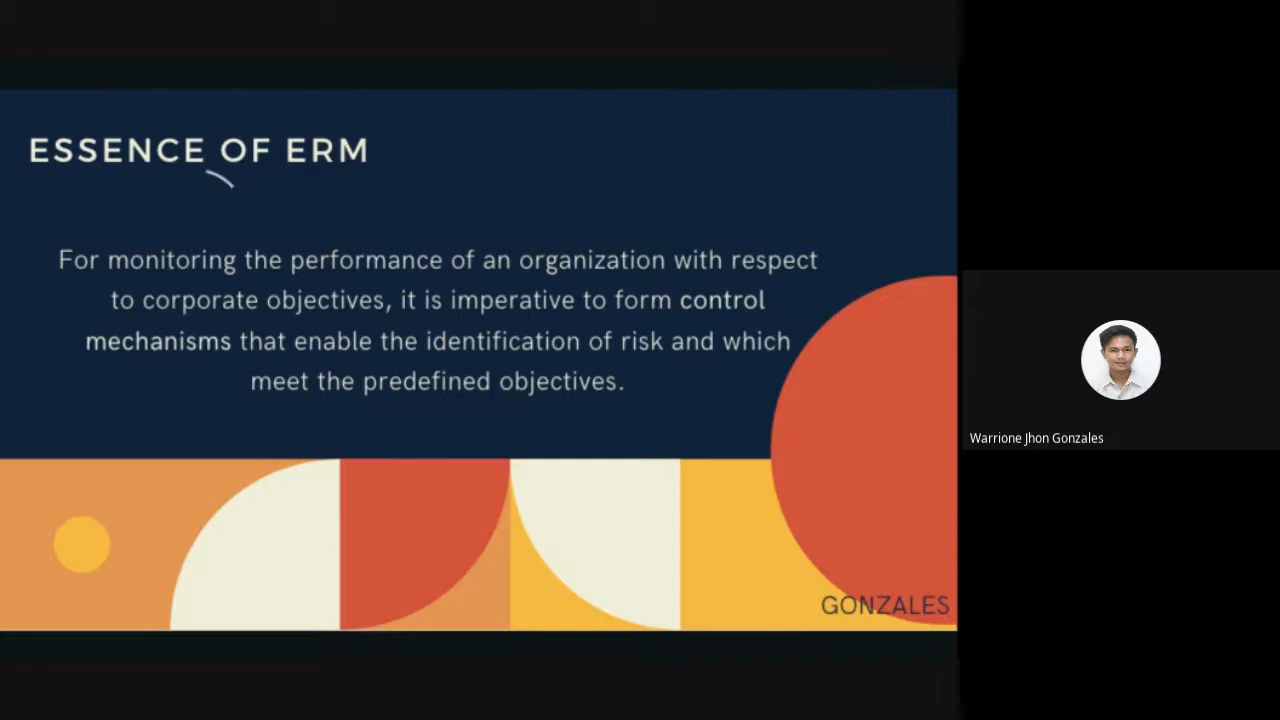 ESSENCE OF ERM
For monitoring the performance of an organization with respect
to corporate objectives, it is imperative to form control
mechanisms that enable the identification of risk and which
meet the predefined objectives.
GONZALES
Warrione Jhon Gonzales